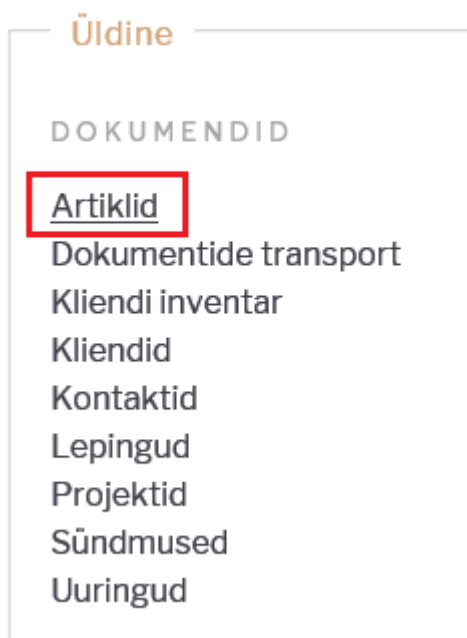 Üldine
DOKUMENDID
Artiklid
Dokumentide transport
Kliendi inventar
Kliendid
Kontaktid
Lepingud
Projektid
Sündmused
Uuringud